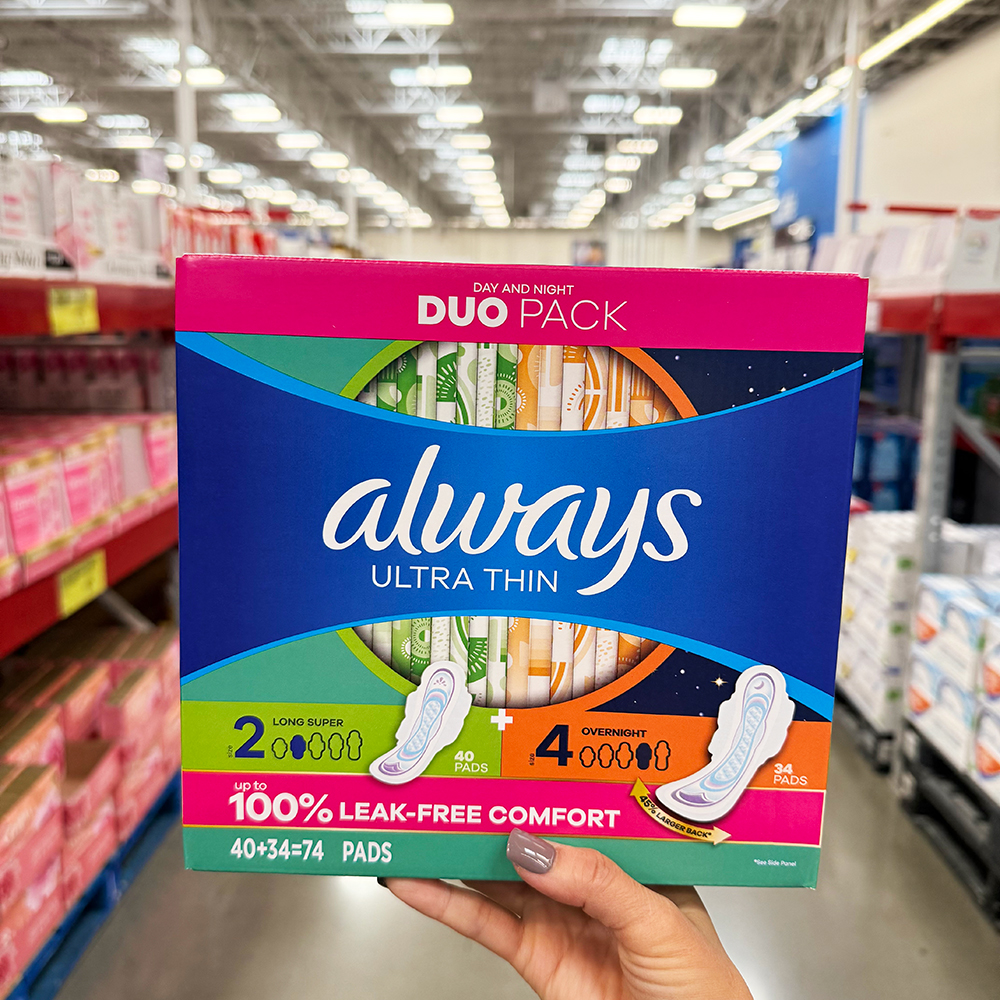 DAY AND NIGHT
DUO PACK
always
ULTRA THIN
size 2 LONG SUPER
40 PADS
+
size 4 OVERNIGHT
34 PADS
45% LARGER BACK*
up to
100% LEAK-FREE COMFORT
40+34=74 PADS
*See Side Panel